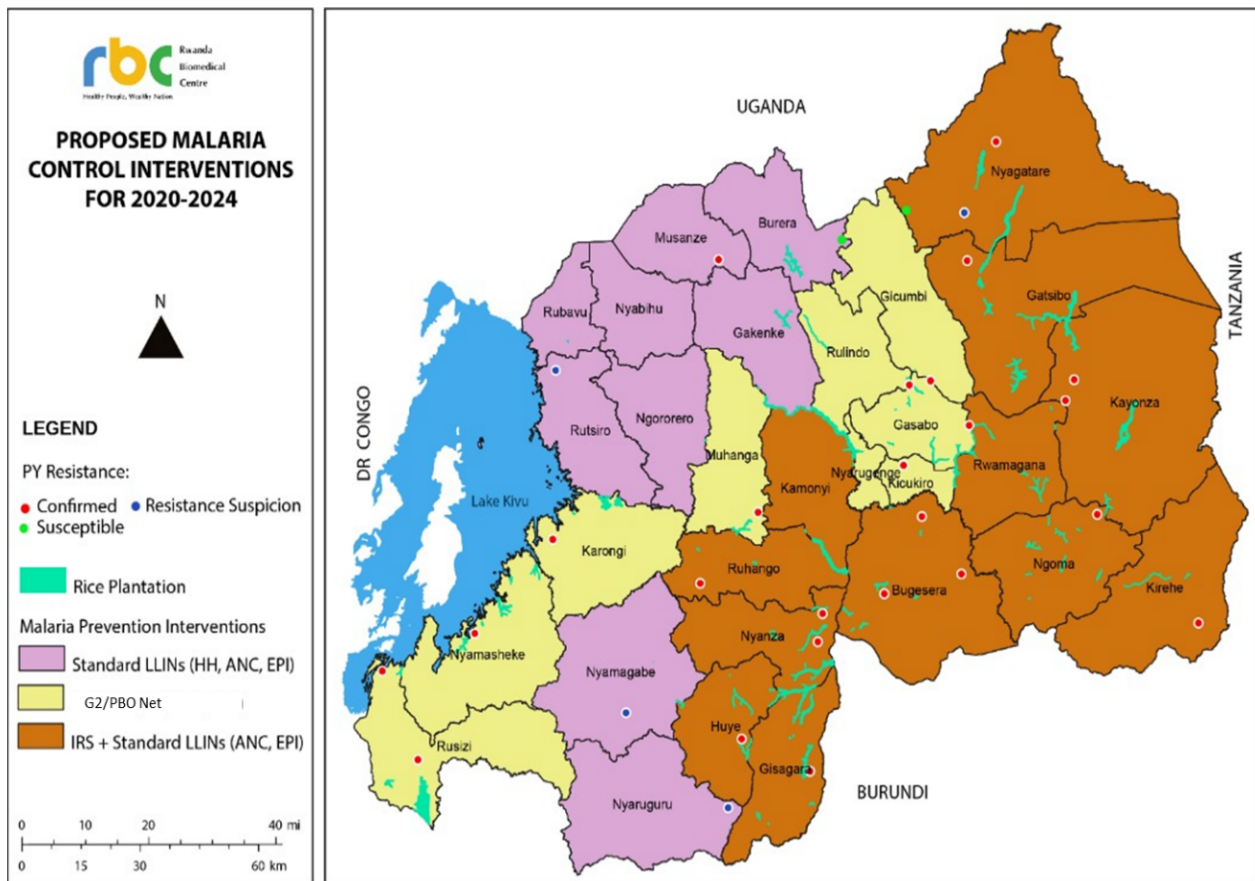 rbc
Rwanda
Biomedical
Centre
Healthy People, Wealthy Nation
PROPOSED MALARIA
CONTROL INTERVENTIONS
FOR 2020-2024
N
LEGEND
PY Resistance:
Confirmed Resistance Suspicion
Susceptible
Rice Plantation
Malaria Prevention Interventions
Standard LLINs (HH, ANC, EPI)
G2/PBO Net
IRS + Standard LLINs (ANC, EPI)
0 20 40 mi
0 15 30 60 km
UGANDA
TANZANIA
DR CONGO
BURUNDI
Lake Kivu
Nyagatare
Burera
Musanze
Gicumbi
Gatsibo
Rubavu
Nyabihu
Gakenke
Rulindo
Kayonza
Rutsiro
Ngororero
Gasabo
Muhanga
Nyarugenge
Rwamagana
Kicukiro
Kamonyi
Karongi
Ruhango
Ngoma
Bugesera
Kirehe
Nyanza
Nyamasheke
Nyamagabe
Huye
Rusizi
Gisagara
Nyaruguru